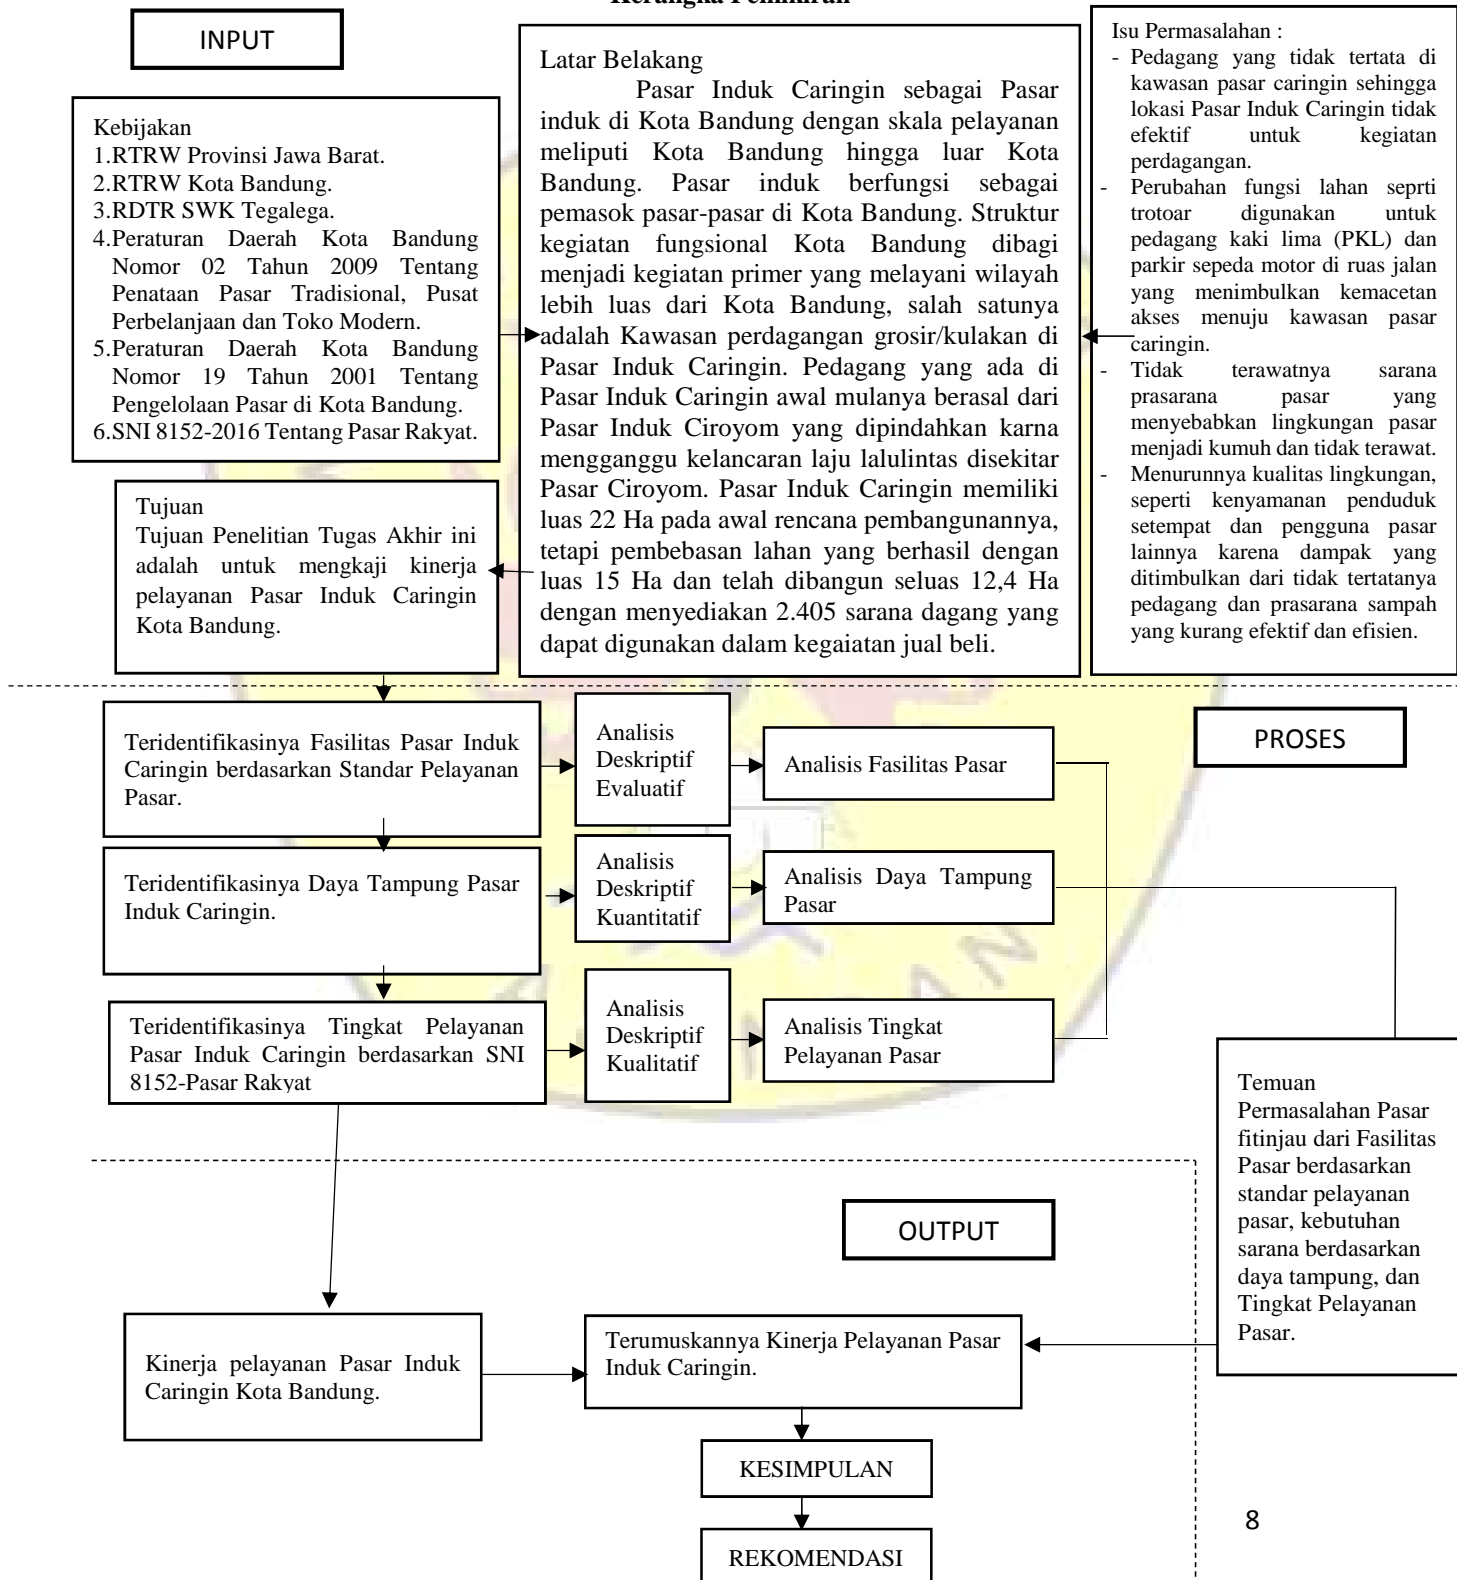 Kerangka Pemikiran
INPUT
Kebijakan
1.RTRW Provinsi Jawa Barat.
2.RTRW Kota Bandung.
3.RDTR SWK Tegalega.
4.Peraturan Daerah Kota Bandung
Nomor 02 Tahun 2009 Tentang
Penataan Pasar Tradisional, Pusat
Perbelanjaan dan Toko Modern.
5.Peraturan Daerah Kota Bandung
Nomor 19 Tahun 2001 Tentang
Pengelolaan Pasar di Kota Bandung.
6.SNI 8152-2016 Tentang Pasar Rakyat.
Latar Belakang
Pasar Induk Caringin sebagai Pasar
induk di Kota Bandung dengan skala pelayanan
meliputi Kota Bandung hingga luar Kota
Bandung. Pasar induk berfungsi sebagai
pemasok pasar-pasar di Kota Bandung. Struktur
kegiatan fungsional Kota Bandung dibagi
menjadi kegiatan primer yang melayani wilayah
lebih luas dari Kota Bandung, salah satunya
adalah Kawasan perdagangan grosir/kulakan di
Pasar Induk Caringin. Pedagang yang ada di
Pasar Induk Caringin awal mulanya berasal dari
Pasar Induk Ciroyom yang dipindahkan karna
mengganggu kelancaran laju lalulintas disekitar
Pasar Ciroyom. Pasar Induk Caringin memiliki
luas 22 Ha pada awal rencana pembangunannya,
tetapi pembebasan lahan yang berhasil dengan
luas 15 Ha dan telah dibangun seluas 12,4 Ha
dengan menyediakan 2.405 sarana dagang yang
dapat digunakan dalam kegaiatan jual beli.
Isu Permasalahan :
- Pedagang yang tidak tertata di
kawasan pasar caringin sehingga
lokasi Pasar Induk Caringin tidak
efektif untuk kegiatan
perdagangan.
- Perubahan fungsi lahan seprti
trotoar digunakan untuk
pedagang kaki lima (PKL) dan
parkir sepeda motor di ruas jalan
yang menimbulkan kemacetan
akses menuju kawasan pasar
caringin.
- Tidak terawatnya sarana
prasarana pasar yang
menyebabkan lingkungan pasar
menjadi kumuh dan tidak terawat.
- Menurunnya kualitas lingkungan,
seperti kenyamanan penduduk
setempat dan pengguna pasar
lainnya karena dampak yang
ditimbulkan dari tidak tertatanya
pedagang dan prasarana sampah
yang kurang efektif dan efisien.
Tujuan
Tujuan Penelitian Tugas Akhir ini
adalah untuk mengkaji kinerja
pelayanan Pasar Induk Caringin
Kota Bandung.
PROSES
Teridentifikasinya Fasilitas Pasar Induk
Caringin berdasarkan Standar Pelayanan
Pasar.
Analisis
Deskriptif
Evaluatif
Analisis Fasilitas Pasar
Teridentifikasinya Daya Tampung Pasar
Induk Caringin.
Analisis
Deskriptif
Kuantitatif
Analisis Daya Tampung
Pasar
Teridentifikasinya Tingkat Pelayanan
Pasar Induk Caringin berdasarkan SNI
8152-Pasar Rakyat
Analisis
Deskriptif
Kualitatif
Analisis Tingkat
Pelayanan Pasar
Temuan
Permasalahan Pasar
fitinjau dari Fasilitas
Pasar berdasarkan
standar pelayanan
pasar, kebutuhan
sarana berdasarkan
daya tampung, dan
Tingkat Pelayanan
Pasar.
OUTPUT
Kinerja pelayanan Pasar Induk
Caringin Kota Bandung.
Terumuskannya Kinerja Pelayanan Pasar
Induk Caringin.
KESIMPULAN
REKOMENDASI
8